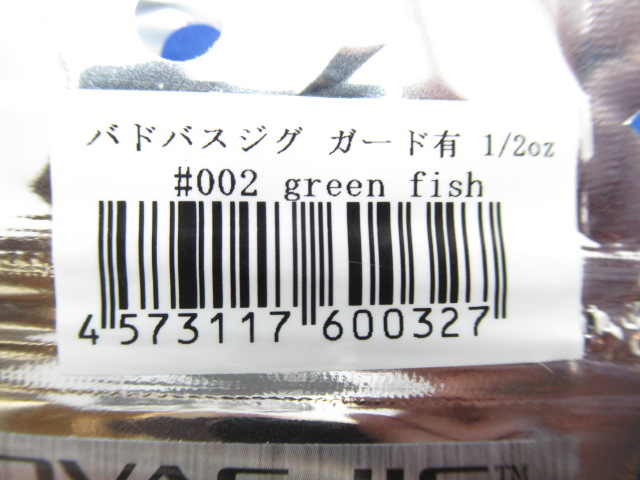 バドバスジグ ガード有 1/2oz
#002 green fish
4 573117 600327